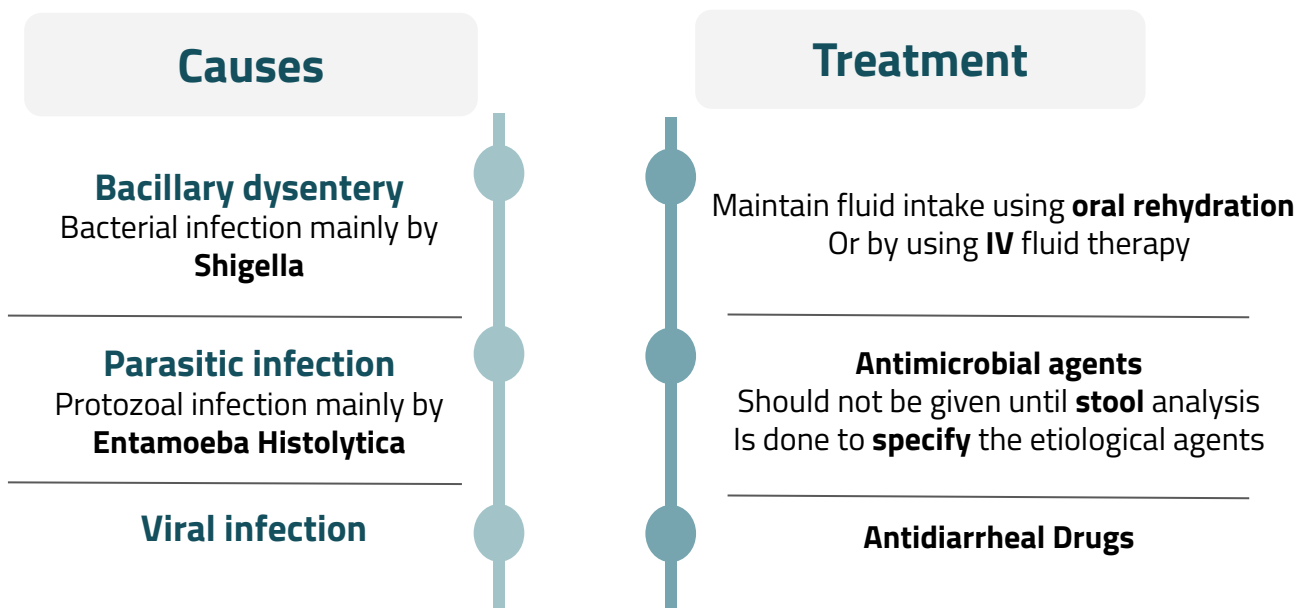 Causes
Bacillary dysentery
Bacterial infection mainly by
Shigella
Parasitic infection
Protozoal infection mainly by
Entamoeba Histolytica
Viral infection
Treatment
Maintain fluid intake using oral rehydration
Or by using IV fluid therapy
Antimicrobial agents
Should not be given until stool analysis
Is done to specify the etiological agents
Antidiarrheal Drugs